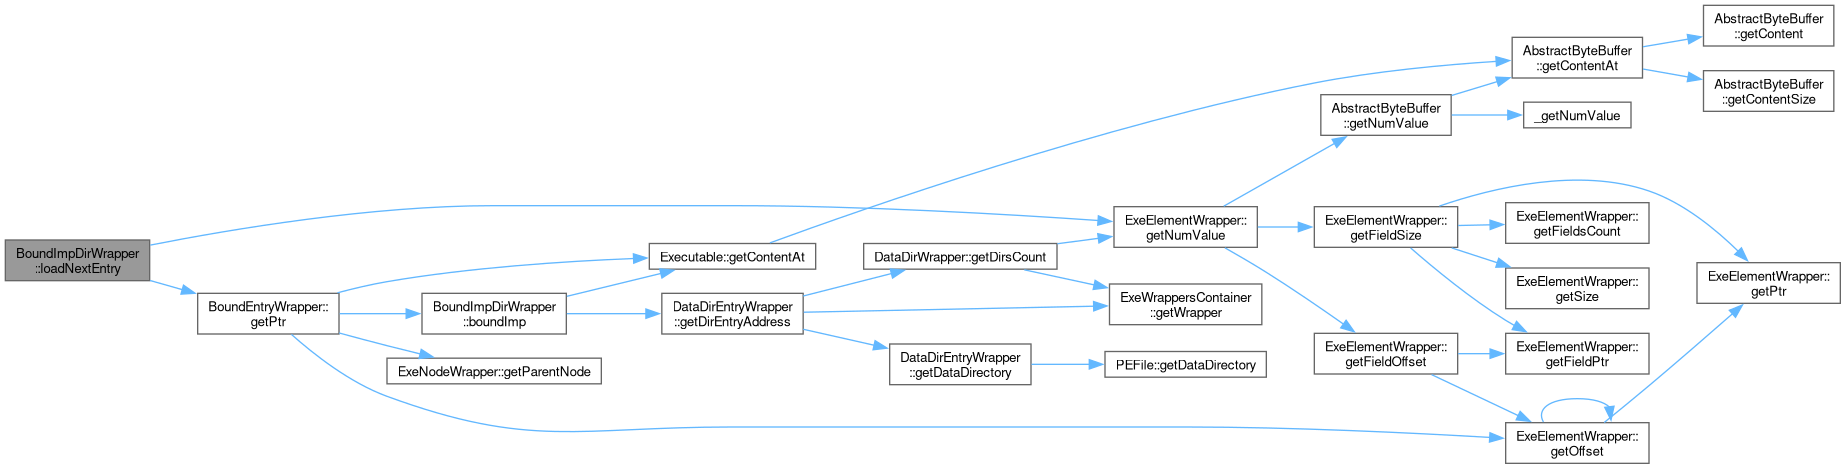 BoundImpDirWrapper
::loadNextEntry
BoundEntryWrapper::
getPtr
BoundImpDirWrapper
::boundImp
ExeNodeWrapper::getParentNode
Executable::getContentAt
DataDirEntryWrapper
::getDirEntryAddress
DataDirWrapper::getDirsCount
DataDirEntryWrapper
::getDataDirectory
ExeElementWrapper::
getNumValue
ExeWrappersContainer
::getWrapper
PEFile::getDataDirectory
AbstractByteBuffer
::getNumValue
ExeElementWrapper::
getFieldSize
ExeElementWrapper::
getFieldOffset
AbstractByteBuffer
::getContentAt
_getNumValue
ExeElementWrapper::
getFieldsCount
ExeElementWrapper::
getSize
ExeElementWrapper::
getFieldPtr
ExeElementWrapper::
getOffset
AbstractByteBuffer
::getContent
AbstractByteBuffer
::getContentSize
ExeElementWrapper::
getPtr